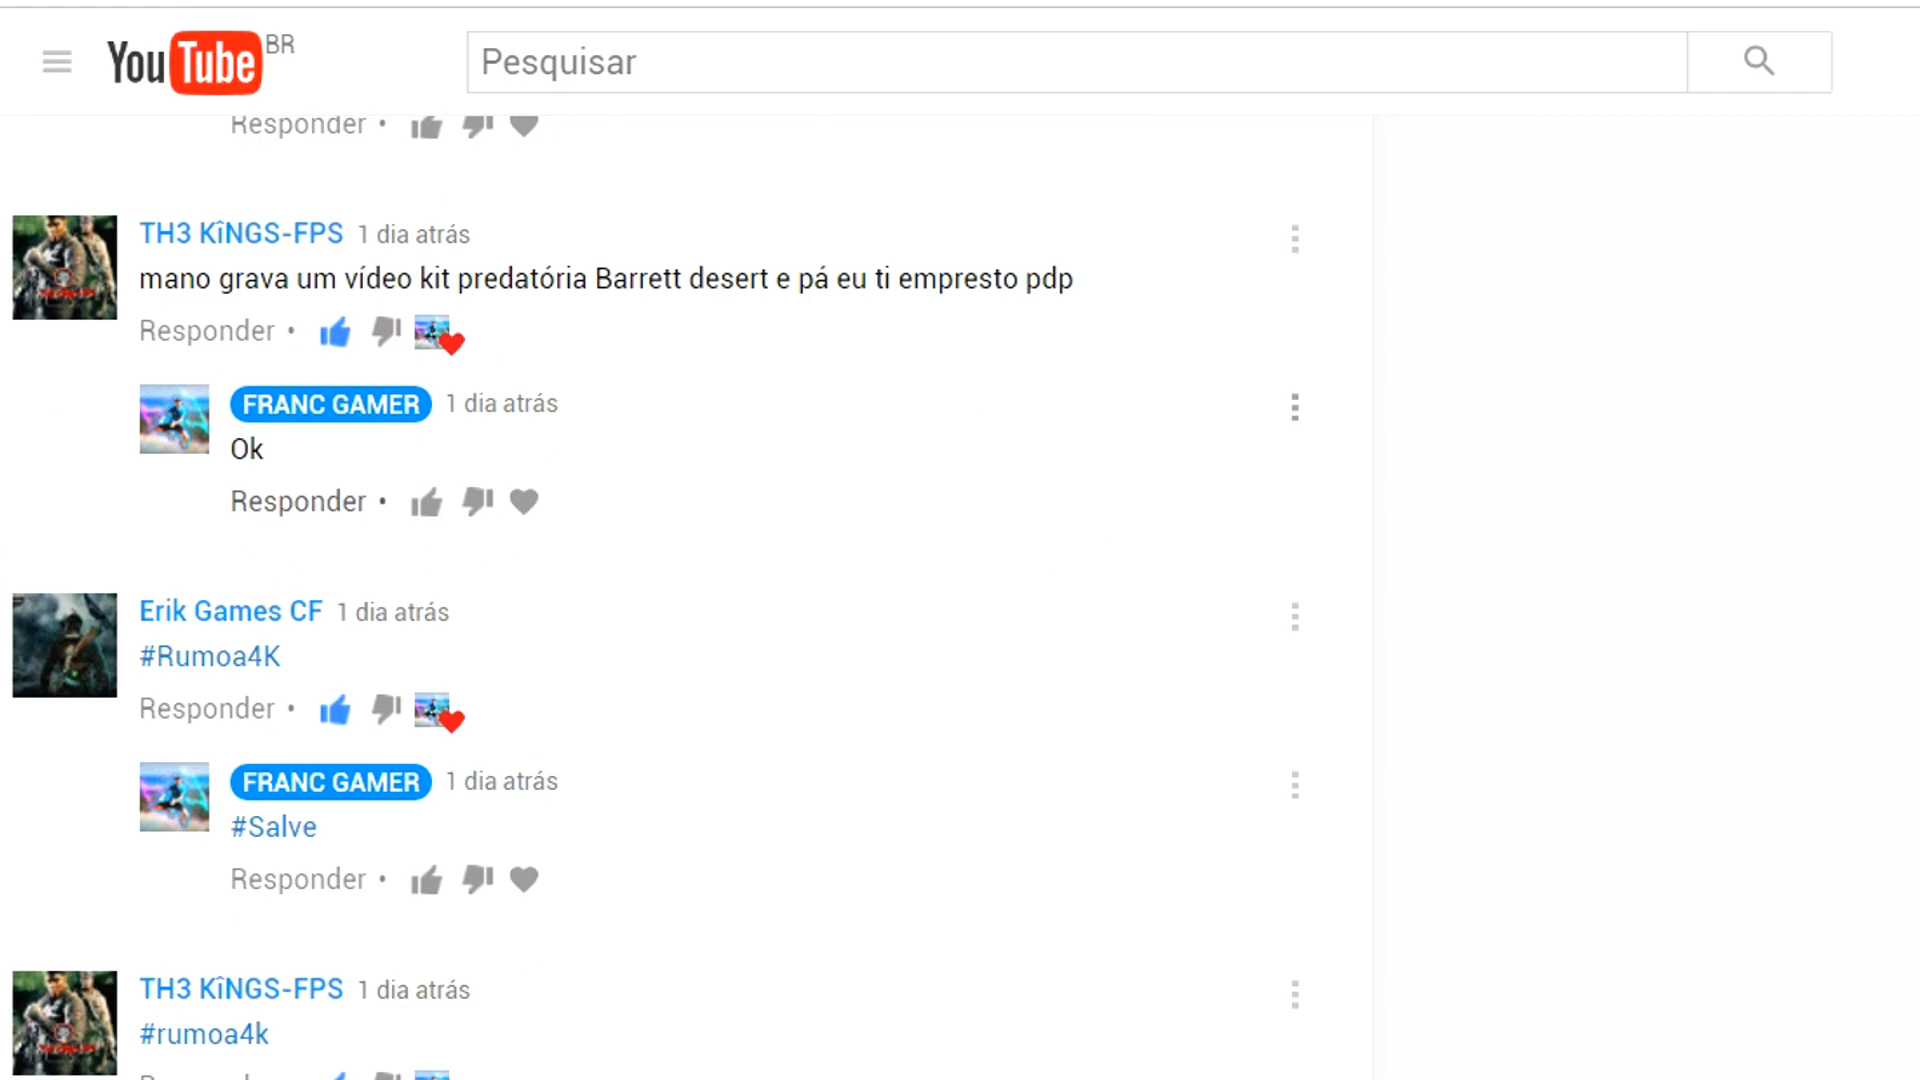 YouTube BR
Pesquisar
Responder •
TH3 KîNGS-FPS 1 dia atrás
mano grava um vídeo kit predatória Barrett desert e pá eu ti empresto pdp
Responder •
FRANC GAMER 1 dia atrás
Ok
Responder •
Erik Games CF 1 dia atrás
#Rumoa4K
Responder •
FRANC GAMER 1 dia atrás
#Salve
Responder •
TH3 KîNGS-FPS 1 dia atrás
#rumoa4k